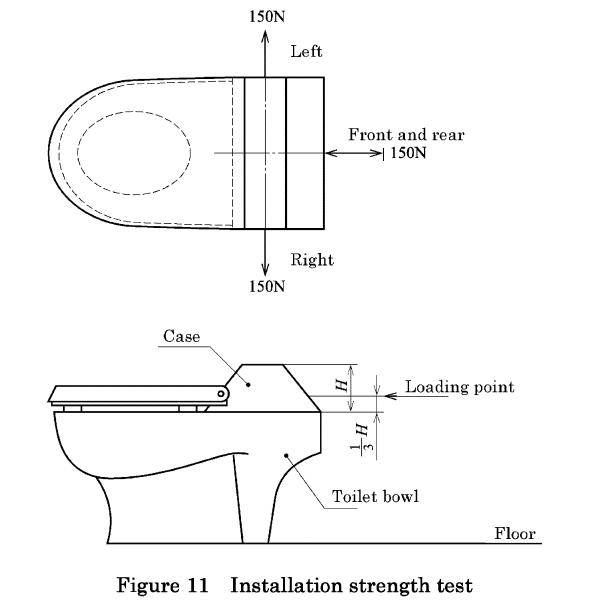 150N
Left
Front and rear
150N
Right
150N
Case
H
Loading point
1/3 H
Toilet bowl
Floor
Figure 11 Installation strength test